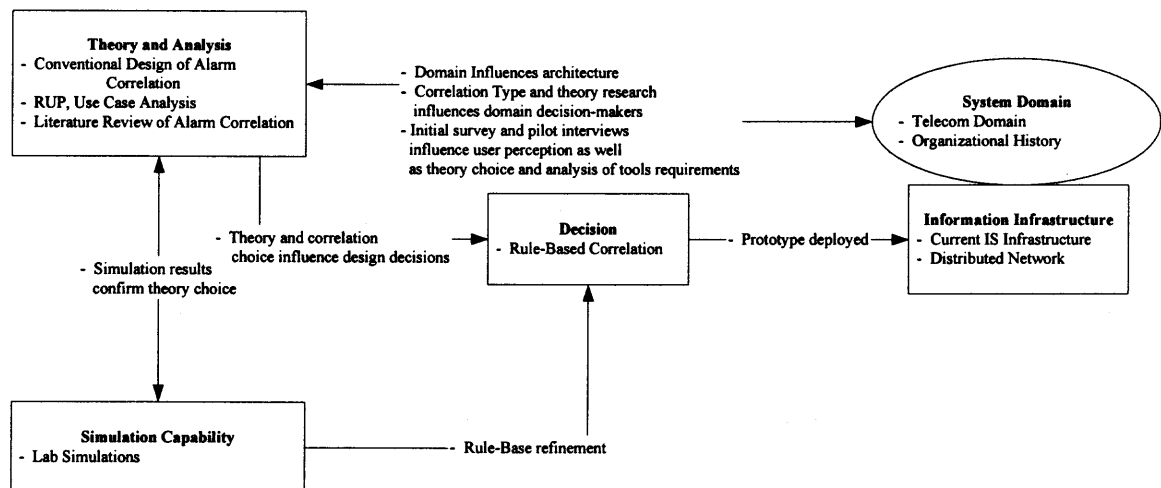 Theory and Analysis
- Conventional Design of Alarm
Correlation
- RUP, Use Case Analysis
- Literature Review of Alarm Correlation
- Domain Influences architecture
- Correlation Type and theory research
influences domain decision-makers
- Initial survey and pilot interviews
influence user perception as well
as theory choice and analysis of tools requirements
System Domain
- Telecom Domain
- Organizational History
- Theory and correlation
choice influence design decisions
Decision
- Rule-Based Correlation
- Prototype deployed
Information Infrastructure
- Current IS Infrastructure
- Distributed Network
- Simulation results
confirm theory choice
Simulation Capability
- Lab Simulations
- Rule-Base refinement